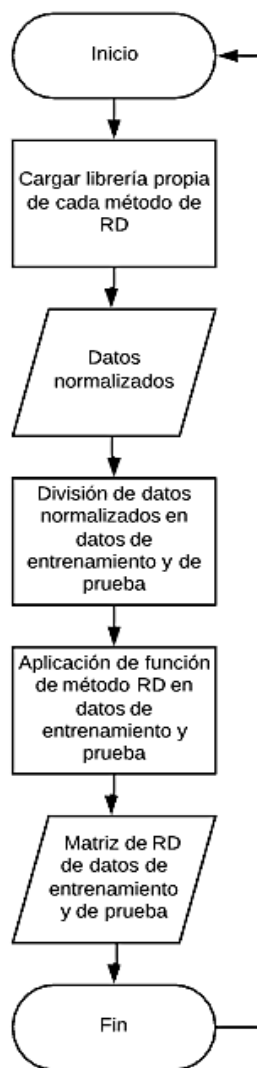 Inicio
Cargar librería propia
de cada método de
RD
Datos
normalizados
División de datos
normalizados en
datos de
entrenamiento y de
prueba
Aplicación de función
de método RD en
datos de
entrenamiento y
prueba
Matriz de RD
de datos de
entrenamiento
y de prueba
Fin